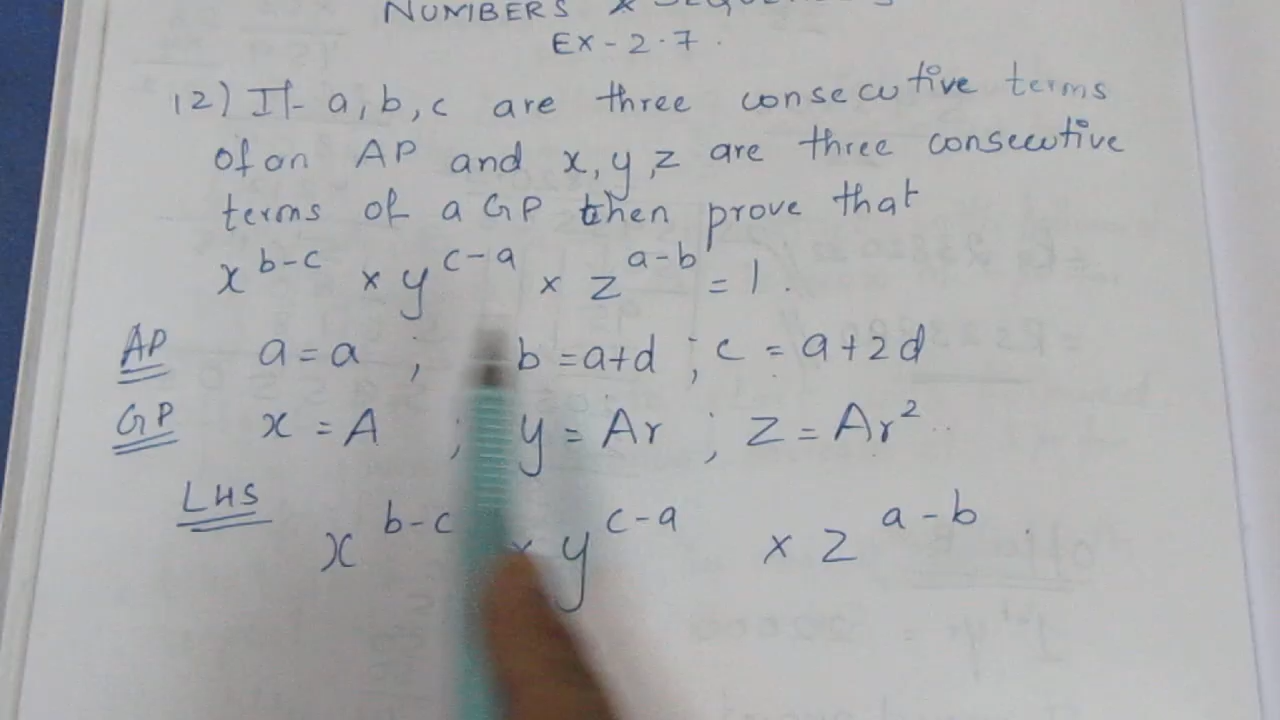 NUMBERS
EX-2.7.
12) If a, b, c are three consecutive terms
of an AP and x, y, z are three consecutive
terms of a GP then prove that
x^{b-c} × y^{c-a} × z^{a-b} = 1.
AP a = a ; b = a+d ; c = a+2d
GP x = A ; y = Ar ; z = Ar²
LHS x^{b-c} × y^{c-a} × z^{a-b}